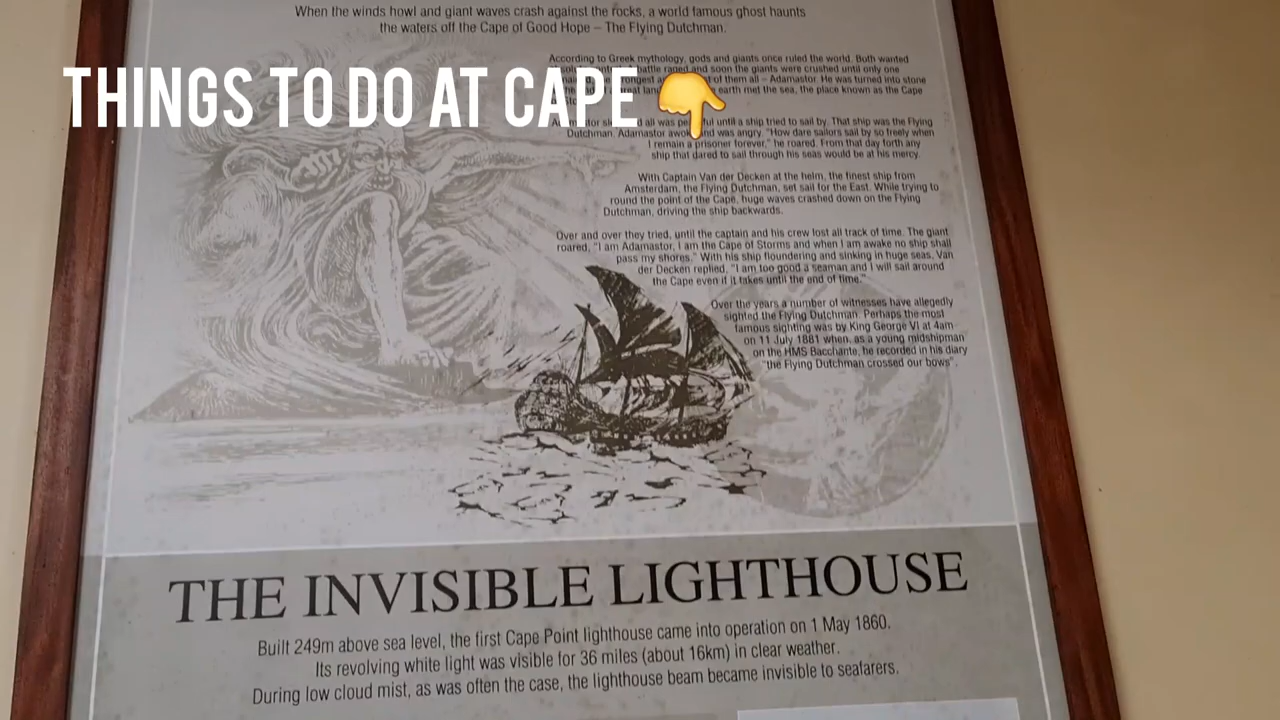 When the winds howl and giant waves crash against the rocks, a world famous ghost haunts
the waters off the Cape of Good Hope – The Flying Dutchman.
THINGS TO DO AT CAPE 👇
According to Greek mythology, gods and giants once ruled the world. Both wanted
battle raged and soon the giants were crushed until only one
of them all – Adamastor. He was turned into stone
earth met the sea, the place known as the Cape
all was until a ship tried to sail by. That ship was the Flying
Dutchman. Adamastor and was angry. "How dare sailors sail by so freely when
I remain a prisoner forever," he roared. From that day forth any
ship that dared to sail through his seas would be at his mercy.
With Captain Van der Decken at the helm, the finest ship from
Amsterdam, the Flying Dutchman, set sail for the East. While trying to
round the point of the Cape, huge waves crashed down on the Flying
Dutchman, driving the ship backwards.
Over and over they tried, until the captain and his crew lost all track of time. The giant
roared, "I am Adamastor, I am the Cape of Storms and when I am awake no ship shall
pass my shores." With his ship floundering and sinking in huge seas, Van
der Decken replied, "I am too good a seaman and I will sail around
the Cape even if it takes until the end of time."
Over the years a number of witnesses have allegedly
sighted the Flying Dutchman. Perhaps the most
famous sighting was by King George VI at 4am
on 11 July 1881 when, as a young midshipman
on the HMS Bacchante, he recorded in his diary
"the Flying Dutchman crossed our bows".
THE INVISIBLE LIGHTHOUSE
Built 249m above sea level, the first Cape Point lighthouse came into operation on 1 May 1860.
Its revolving white light was visible for 36 miles (about 16km) in clear weather.
During low cloud mist, as was often the case, the lighthouse beam became invisible to seafarers.